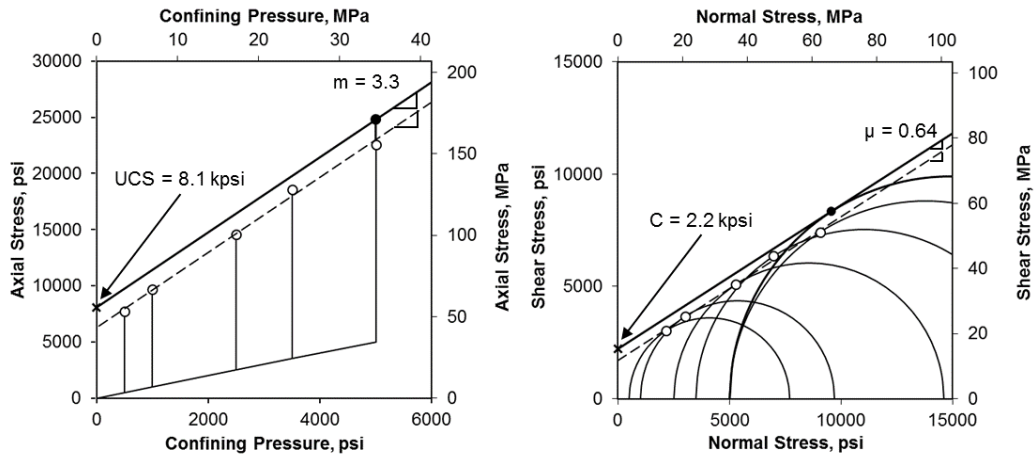 Confining Pressure, MPa
0 10 20 30 40
30000
25000
20000
15000
10000
5000
0
Axial Stress, psi
m = 3.3
UCS = 8.1 kpsi
200
150
100
50
0
Axial Stress, MPa
0 2000 4000 6000
Confining Pressure, psi
Normal Stress, MPa
0 20 40 60 80 100
15000
10000
5000
0
Shear Stress, psi
μ = 0.64
C = 2.2 kpsi
100
80
60
40
20
0
Shear Stress, MPa
0 5000 10000 15000
Normal Stress, psi